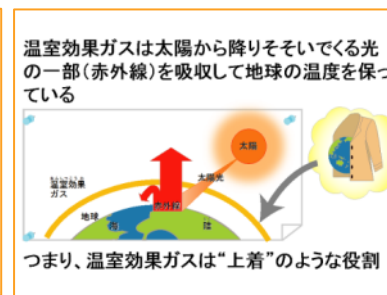 温室効果ガスは太陽から降りそそいでくる光
の一部(赤外線)を吸収して地球の温度を保っ
ている
太陽
太陽光
温室効果
ガス
赤外線
地球
海
陸
つまり、温室効果ガスは“上着”のような役割